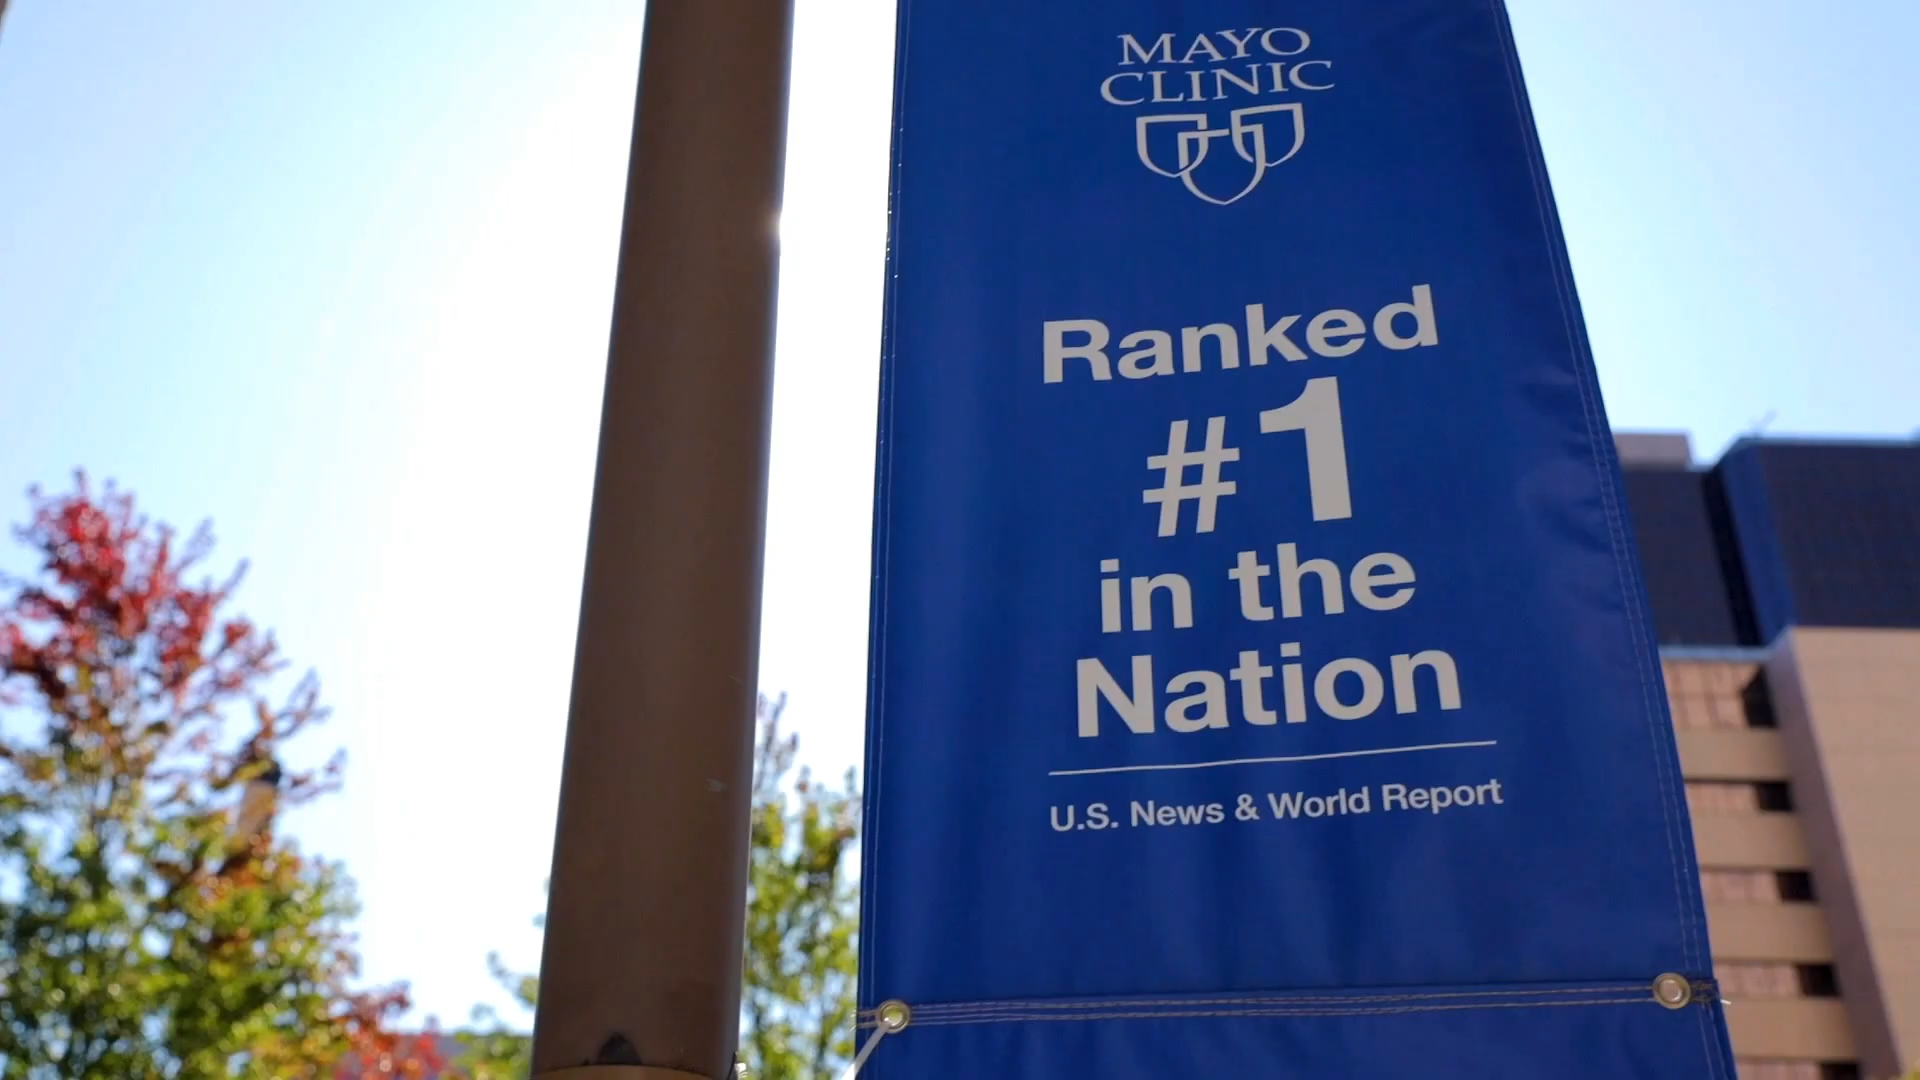 MAYO
CLINIC
Ranked
#1
in the
Nation
U.S. News & World Report